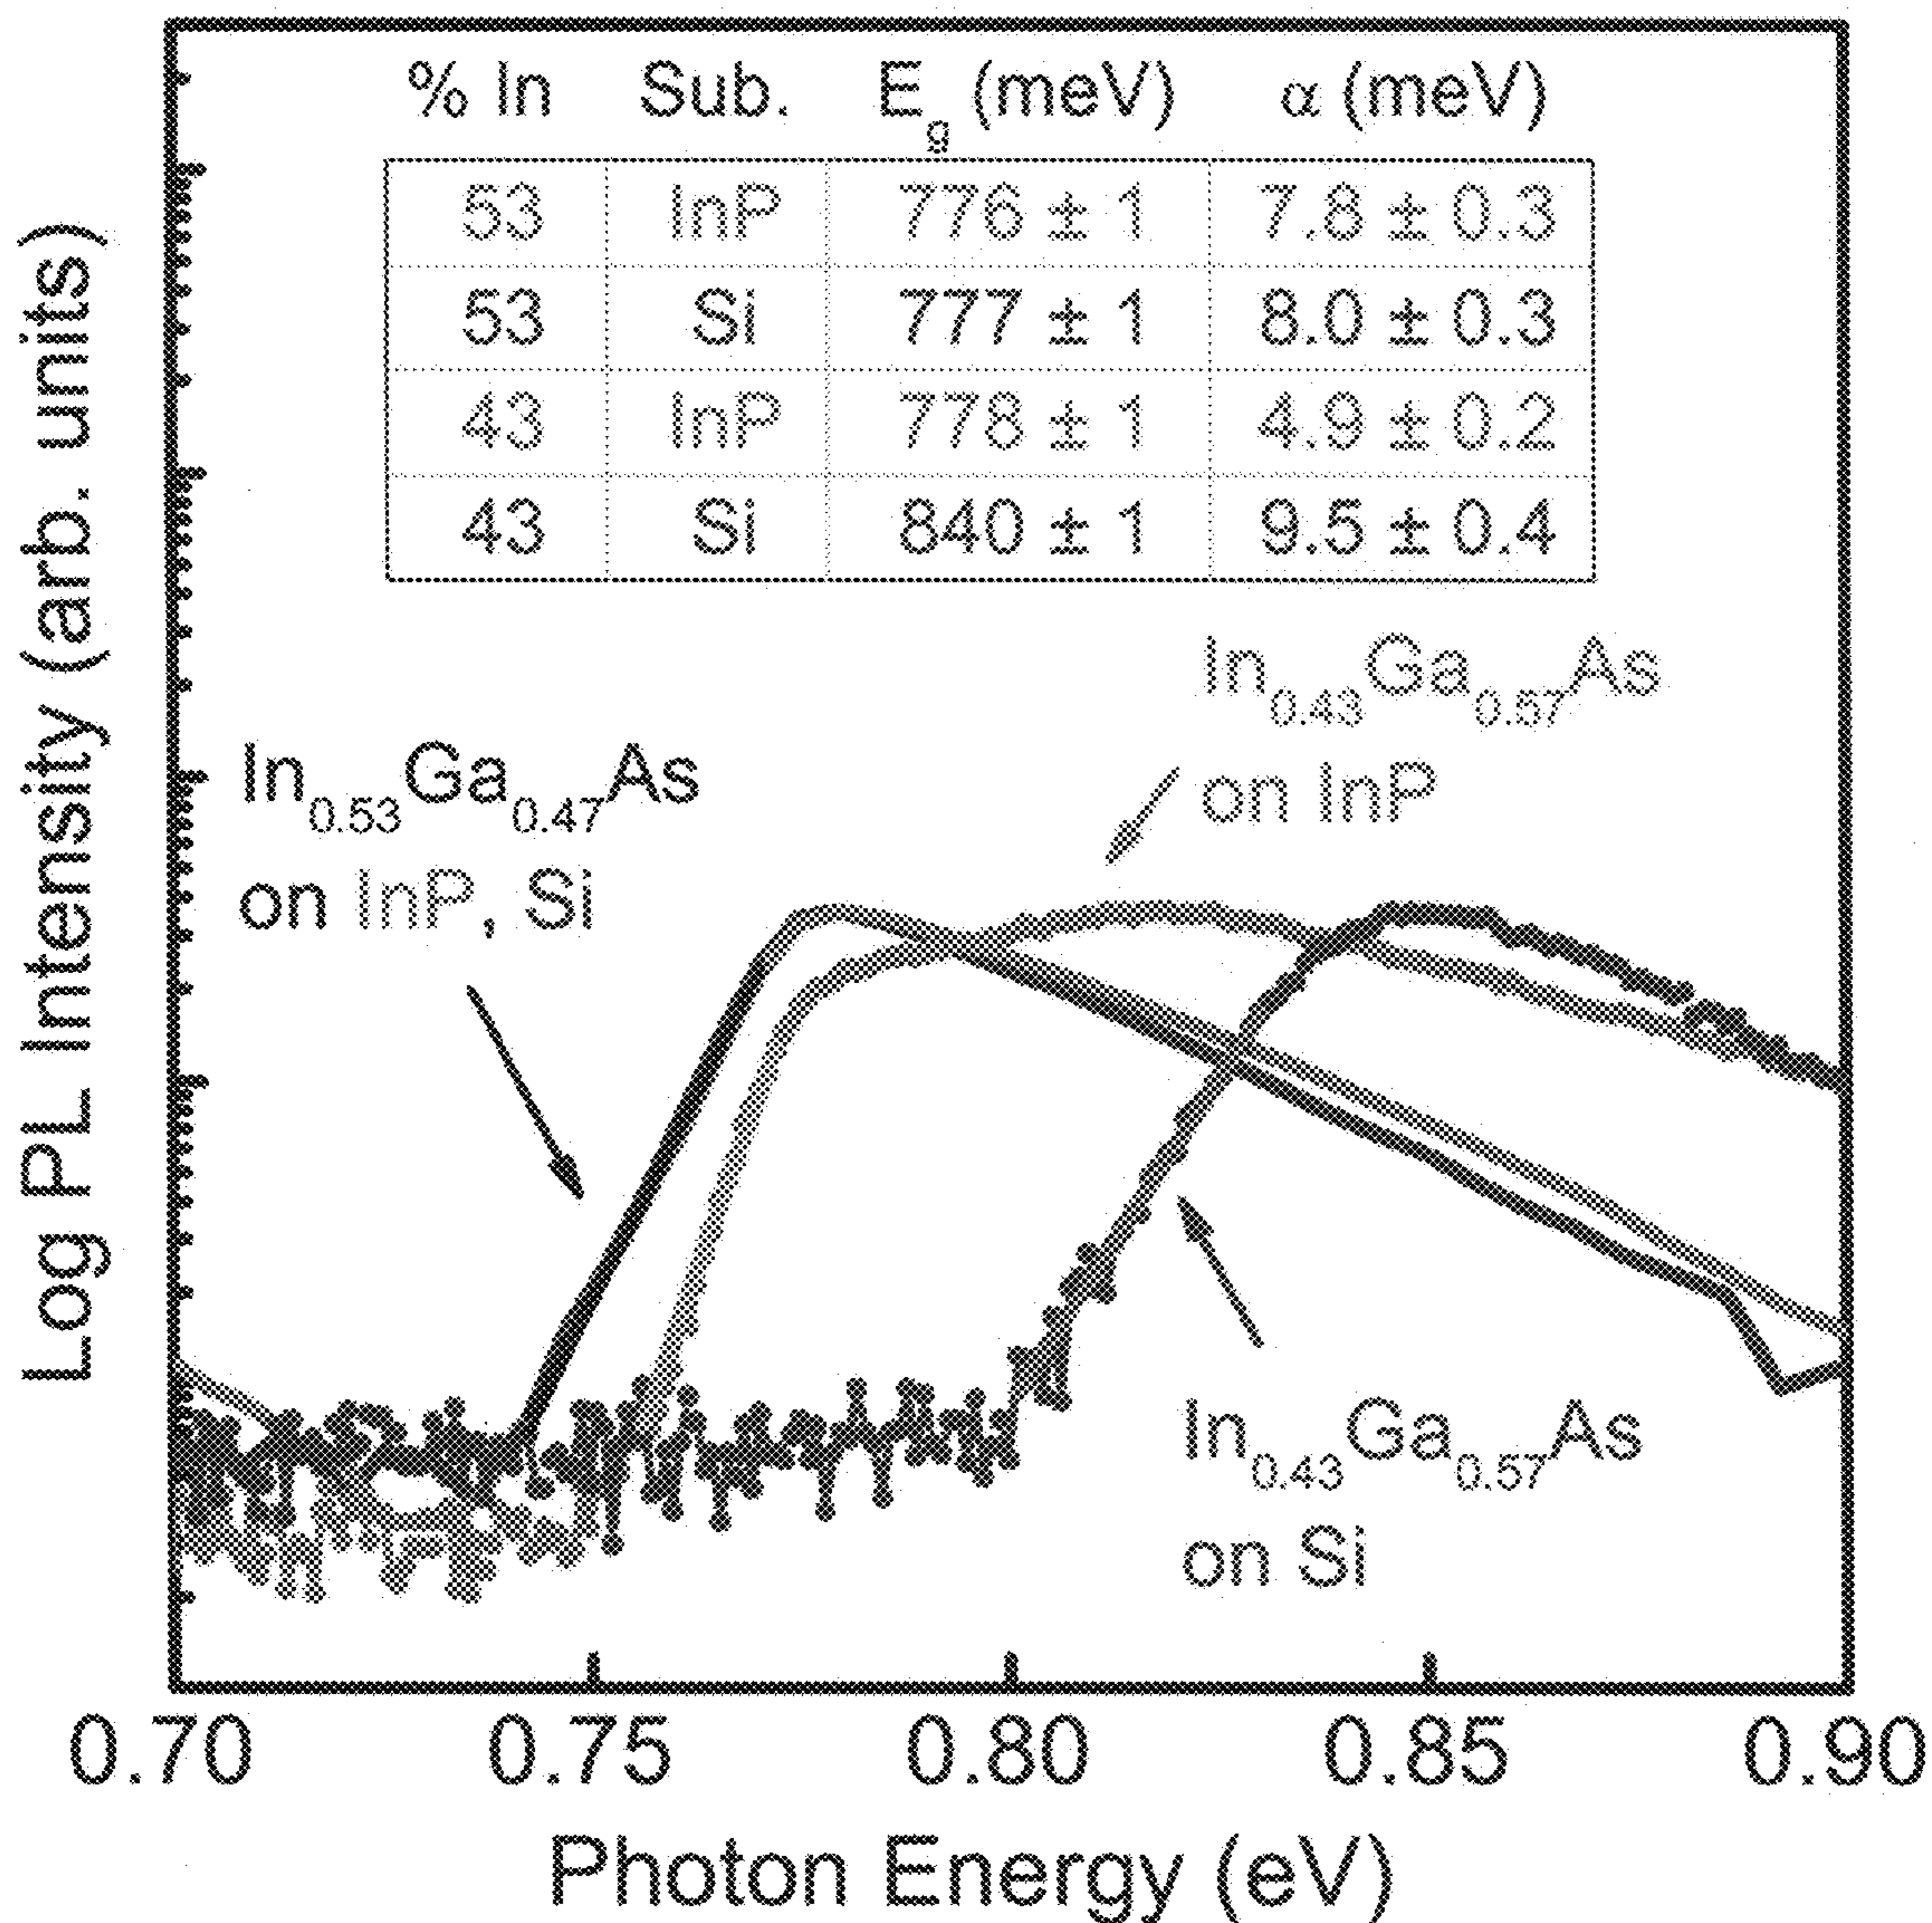 % In Sub. Eg (meV) α (meV)
53 InP 776 ± 1 7.8 ± 0.3
53 Si 777 ± 1 8.0 ± 0.3
43 InP 778 ± 1 4.9 ± 0.2
43 Si 840 ± 1 9.5 ± 0.4
In0.43Ga0.57As
on InP
In0.53Ga0.47As
on InP, Si
In0.43Ga0.57As
on Si
Log PL Intensity (arb. units)
0.70 0.75 0.80 0.85 0.90
Photon Energy (eV)